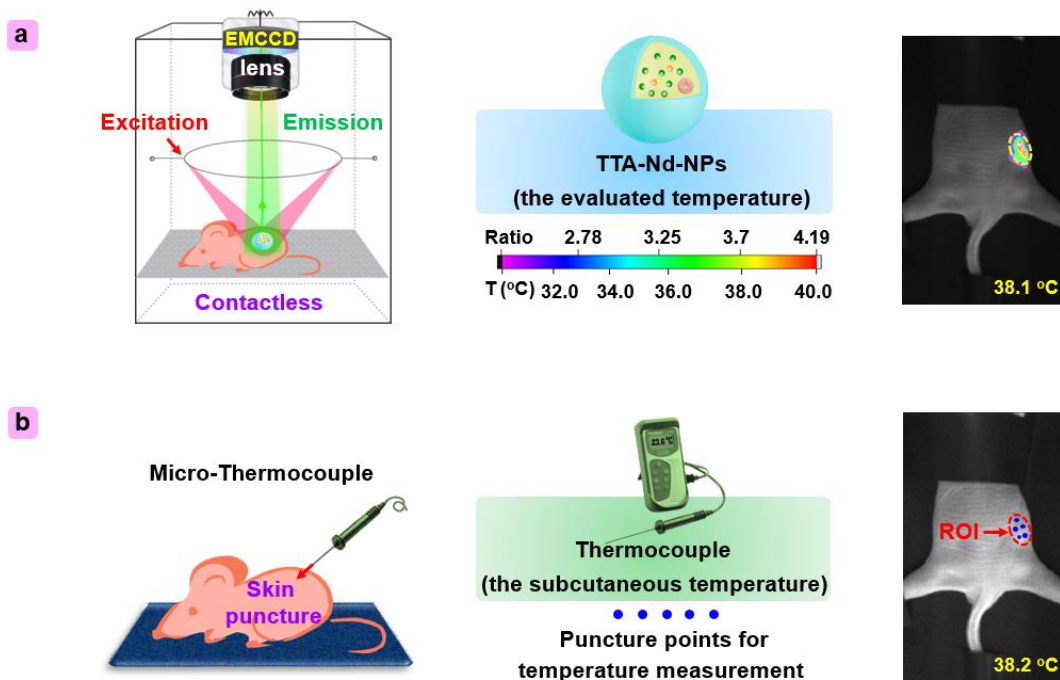 a
EMCCD
lens
Excitation
Emission
Contactless
TTA-Nd-NPs
(the evaluated temperature)
Ratio 2.78 3.25 3.7 4.19
T (°C) 32.0 34.0 36.0 38.0 40.0
38.1 °C
b
Micro-Thermocouple
Skin
puncture
23.6 °C
Thermocouple
(the subcutaneous temperature)
Puncture points for
temperature measurement
ROI
38.2 °C